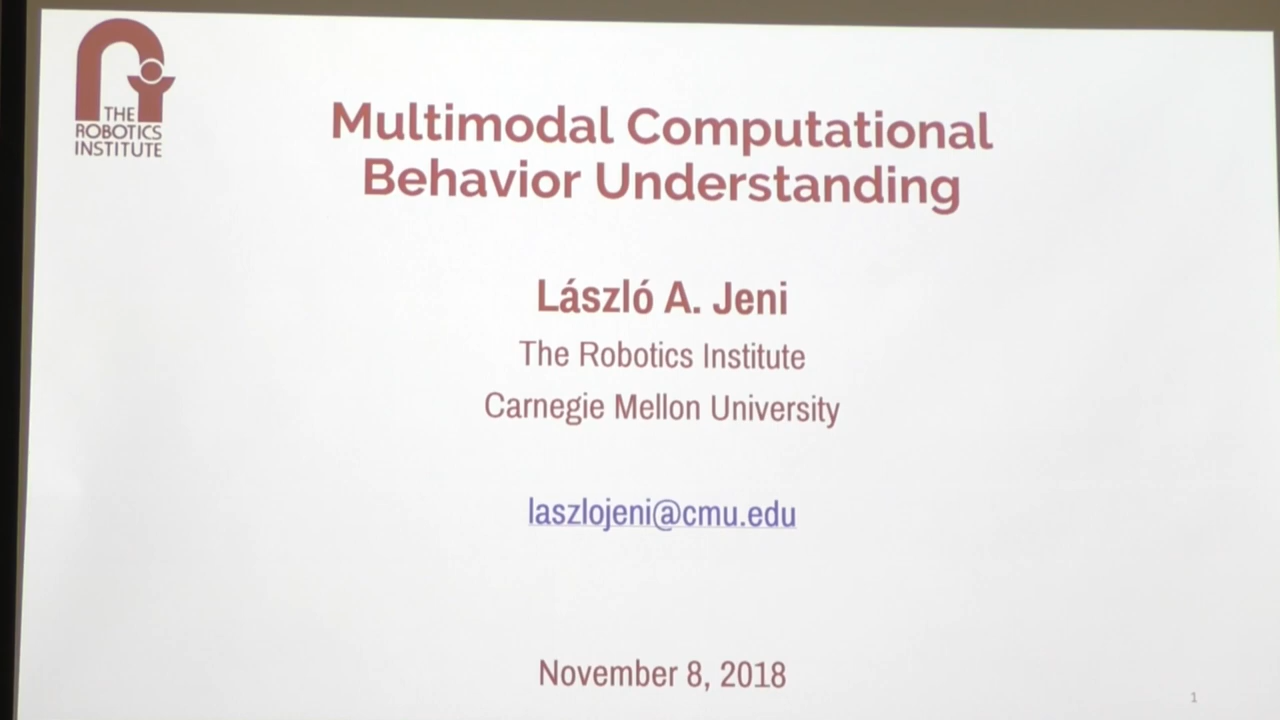 THE
ROBOTICS
INSTITUTE
Multimodal Computational
Behavior Understanding
László A. Jeni
The Robotics Institute
Carnegie Mellon University
laszlojeni@cmu.edu
November 8, 2018
1